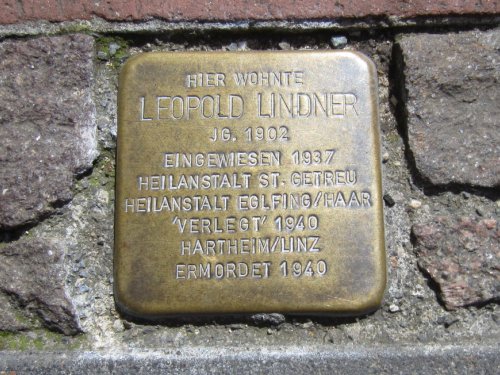 HIER WOHNTE
LEOPOLD LINDNER
JG. 1902
EINGEWIESEN 1937
HEILANSTALT ST. GETREU
HEILANSTALT EGLFING/HAAR
'VERLEGT' 1940
HARTHEIM/LINZ
ERMORDET 1940